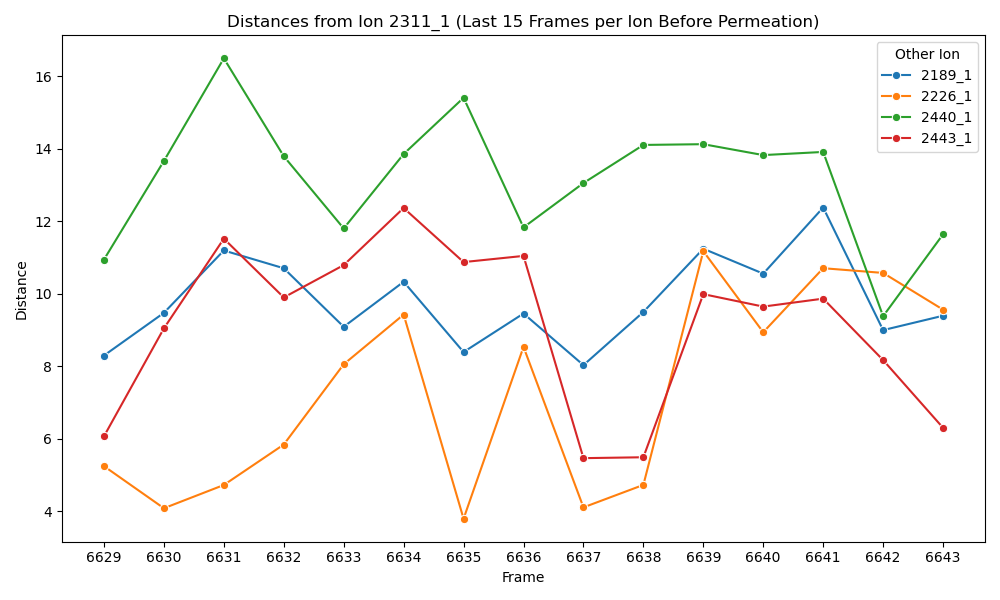 Distances from Ion 2311_1 (Last 15 Frames per Ion Before Permeation)
Other Ion
2189_1
2226_1
2440_1
2443_1
Distance
16
14
12
10
8
6
4
6629 6630 6631 6632 6633 6634 6635 6636 6637 6638 6639 6640 6641 6642 6643
Frame